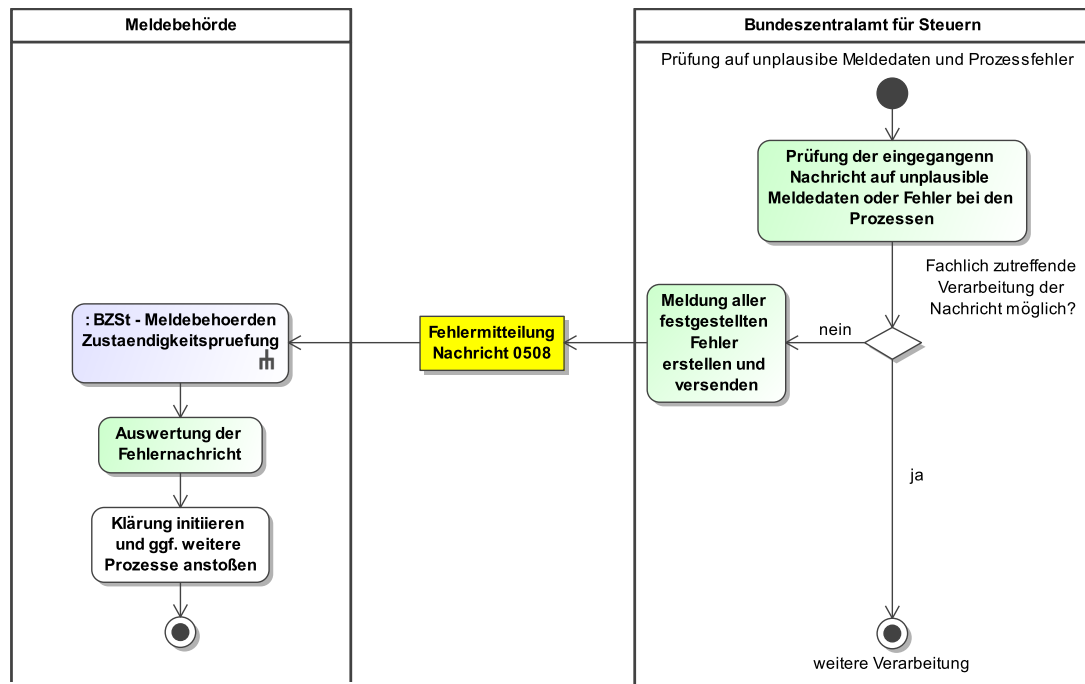 Meldebehörde
Bundeszentralamt für Steuern
Prüfung auf unplausibe Meldedaten und Prozessfehler
Prüfung der eingegangenn
Nachricht auf unplausible
Meldedaten oder Fehler bei den
Prozessen
Fachlich zutreffende
Verarbeitung der
Nachricht möglich?
nein
Meldung aller
festgestellten
Fehler
erstellen und
versenden
Fehlermitteilung
Nachricht 0508
: BZSt - Meldebehoerden
Zustaendigkeitspruefung
Auswertung der
Fehlernachricht
Klärung initiieren
und ggf. weitere
Prozesse anstoßen
ja
weitere Verarbeitung